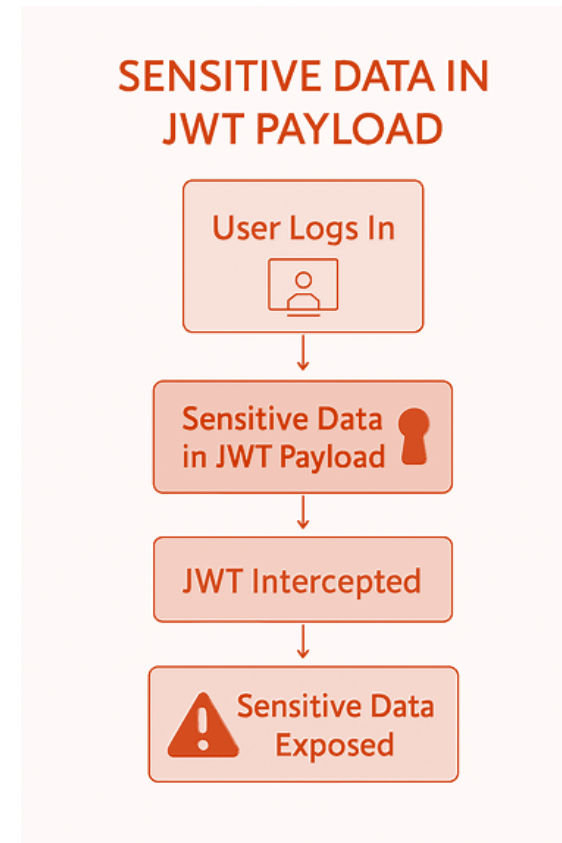 SENSITIVE DATA IN
JWT PAYLOAD
User Logs In
Sensitive Data
in JWT Payload
JWT Intercepted
Sensitive Data
Exposed